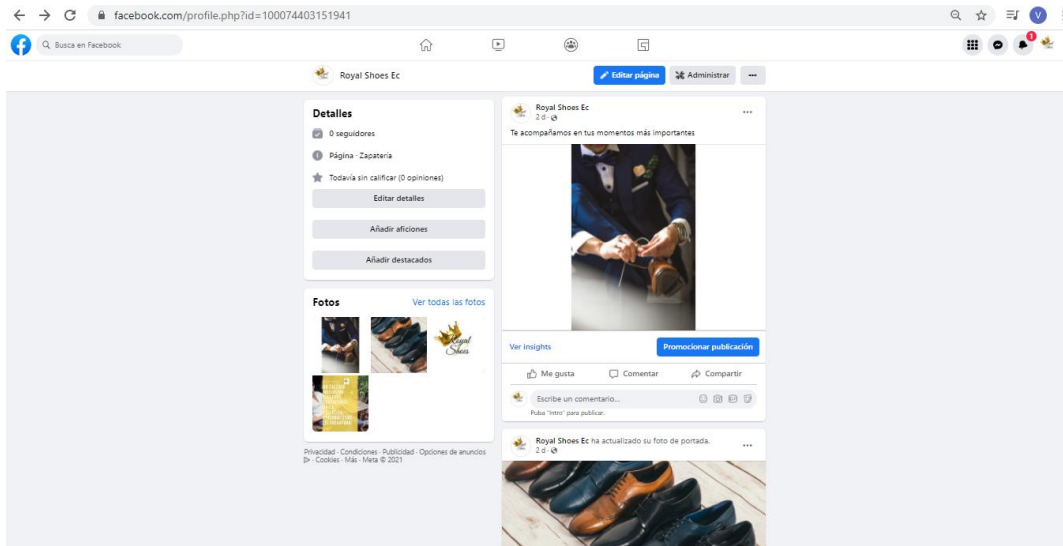 facebook.com/profile.php?id=100074403151941
V
Busca en Facebook
1
Royal Shoes Ec
Editar página
Administrar
Detalles
0 seguidores
Página · Zapatería
Todavía sin calificar (0 opiniones)
Editar detalles
Añadir aficiones
Añadir destacados
Fotos
Ver todas las fotos
Royal
Shoes
Privacidad · Condiciones · Publicidad · Opciones de anuncios
· Cookies · Más · Meta © 2021
Royal Shoes Ec
2 d ·
Te acompañamos en tus momentos más importantes
Ver insights
Promocionar publicación
Me gusta
Comentar
Compartir
Escribe un comentario...
Pulsa "Intro" para publicar.
Royal Shoes Ec ha actualizado su foto de portada.
2 d ·